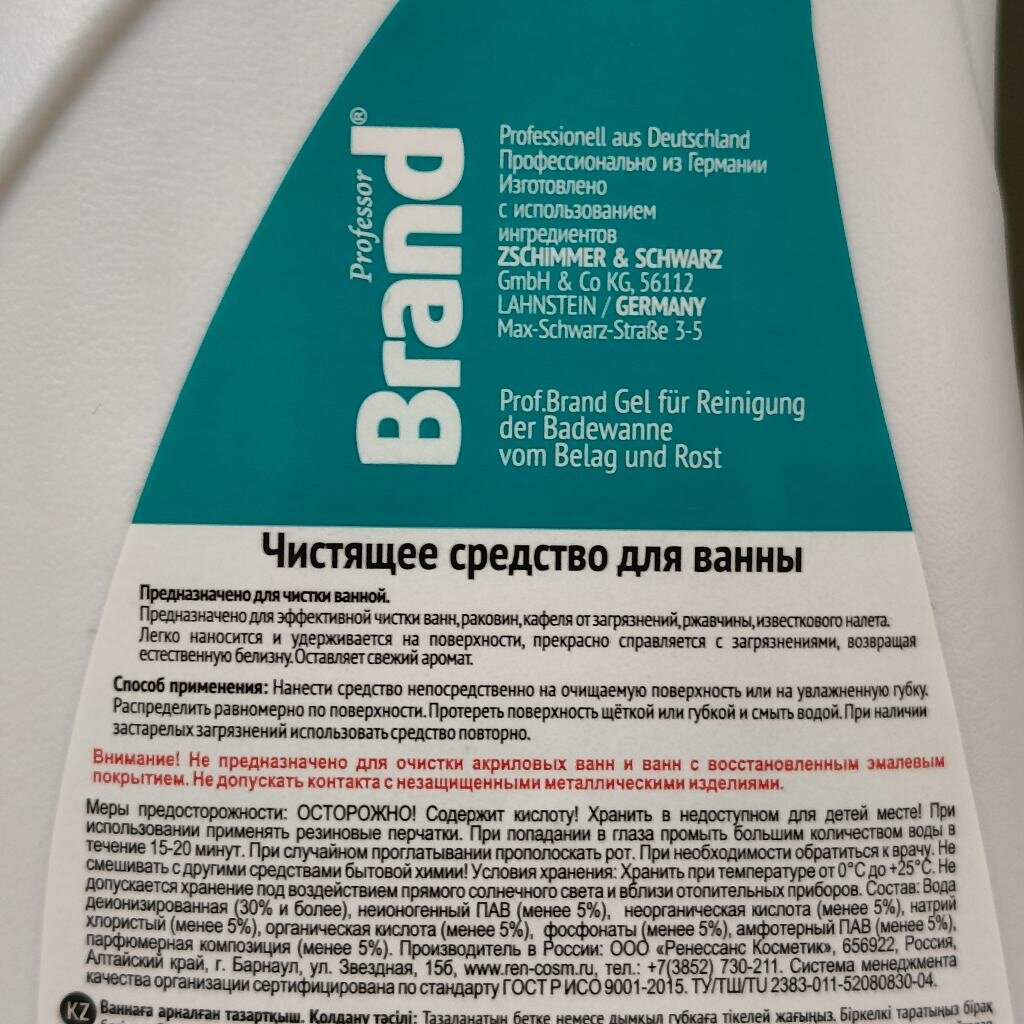 Professor
Brand®
Professionell aus Deutschland
Профессионально из Германии
Изготовлено
с использованием
ингредиентов
ZSCHIMMER & SCHWARZ
GmbH & Co KG, 56112
LAHNSTEIN / GERMANY
Max-Schwarz-Straße 3-5
Prof.Brand Gel für Reinigung
der Badewanne
vom Belag und Rost
Чистящее средство для ванны
Предназначено для чистки ванной.
Предназначено для эффективной чистки ванн, раковин, кафеля от загрязнений, ржавчины, известкового налета.
Легко наносится и удерживается на поверхности, прекрасно справляется с загрязнениями, возвращая
естественную белизну. Оставляет свежий аромат.
Способ применения: Нанести средство непосредственно на очищаемую поверхность или на увлажненную губку.
Распределить равномерно по поверхности. Протереть поверхность щёткой или губкой и смыть водой. При наличии
застарелых загрязнений использовать средство повторно.
Внимание! Не предназначено для очистки акриловых ванн и ванн с восстановленным эмалевым
покрытием. Не допускать контакта с незащищенными металлическими изделиями.
Меры предосторожности: ОСТОРОЖНО! Содержит кислоту! Хранить в недоступном для детей месте! При
использовании применять резиновые перчатки. При попадании в глаза промыть большим количеством воды в
течение 15-20 минут. При случайном проглатывании прополоскать рот. При необходимости обратиться к врачу. Не
смешивать с другими средствами бытовой химии! Условия хранения: Хранить при температуре от 0°С до +25°С. Не
допускается хранение под воздействием прямого солнечного света и вблизи отопительных приборов. Состав: Вода
деионизированная (30% и более), неионогенный ПАВ (менее 5%), неорганическая кислота (менее 5%), натрий
хлористый (менее 5%), органическая кислота (менее 5%), фосфонаты (менее 5%), амфотерный ПАВ (менее 5%),
парфюмерная композиция (менее 5%). Производитель в России: ООО «Ренессанс Косметик», 656922, Россия,
Алтайский край, г. Барнаул, ул. Звездная, 15б, www.ren-cosm.ru, тел.: +7(3852) 730-211. Система менеджмента
качества организации сертифицирована по стандарту ГОСТ Р ИСО 9001-2015. ТУ/ТШ/TU 2383-011-52080830-04.
KZ Ваннаға арналған тазартқыш. Қолдану тәсілі: Тазаланатын бетке немесе дымқыл губкаға тікелей жағыңыз. Біркелкі таратыңыз бірақ